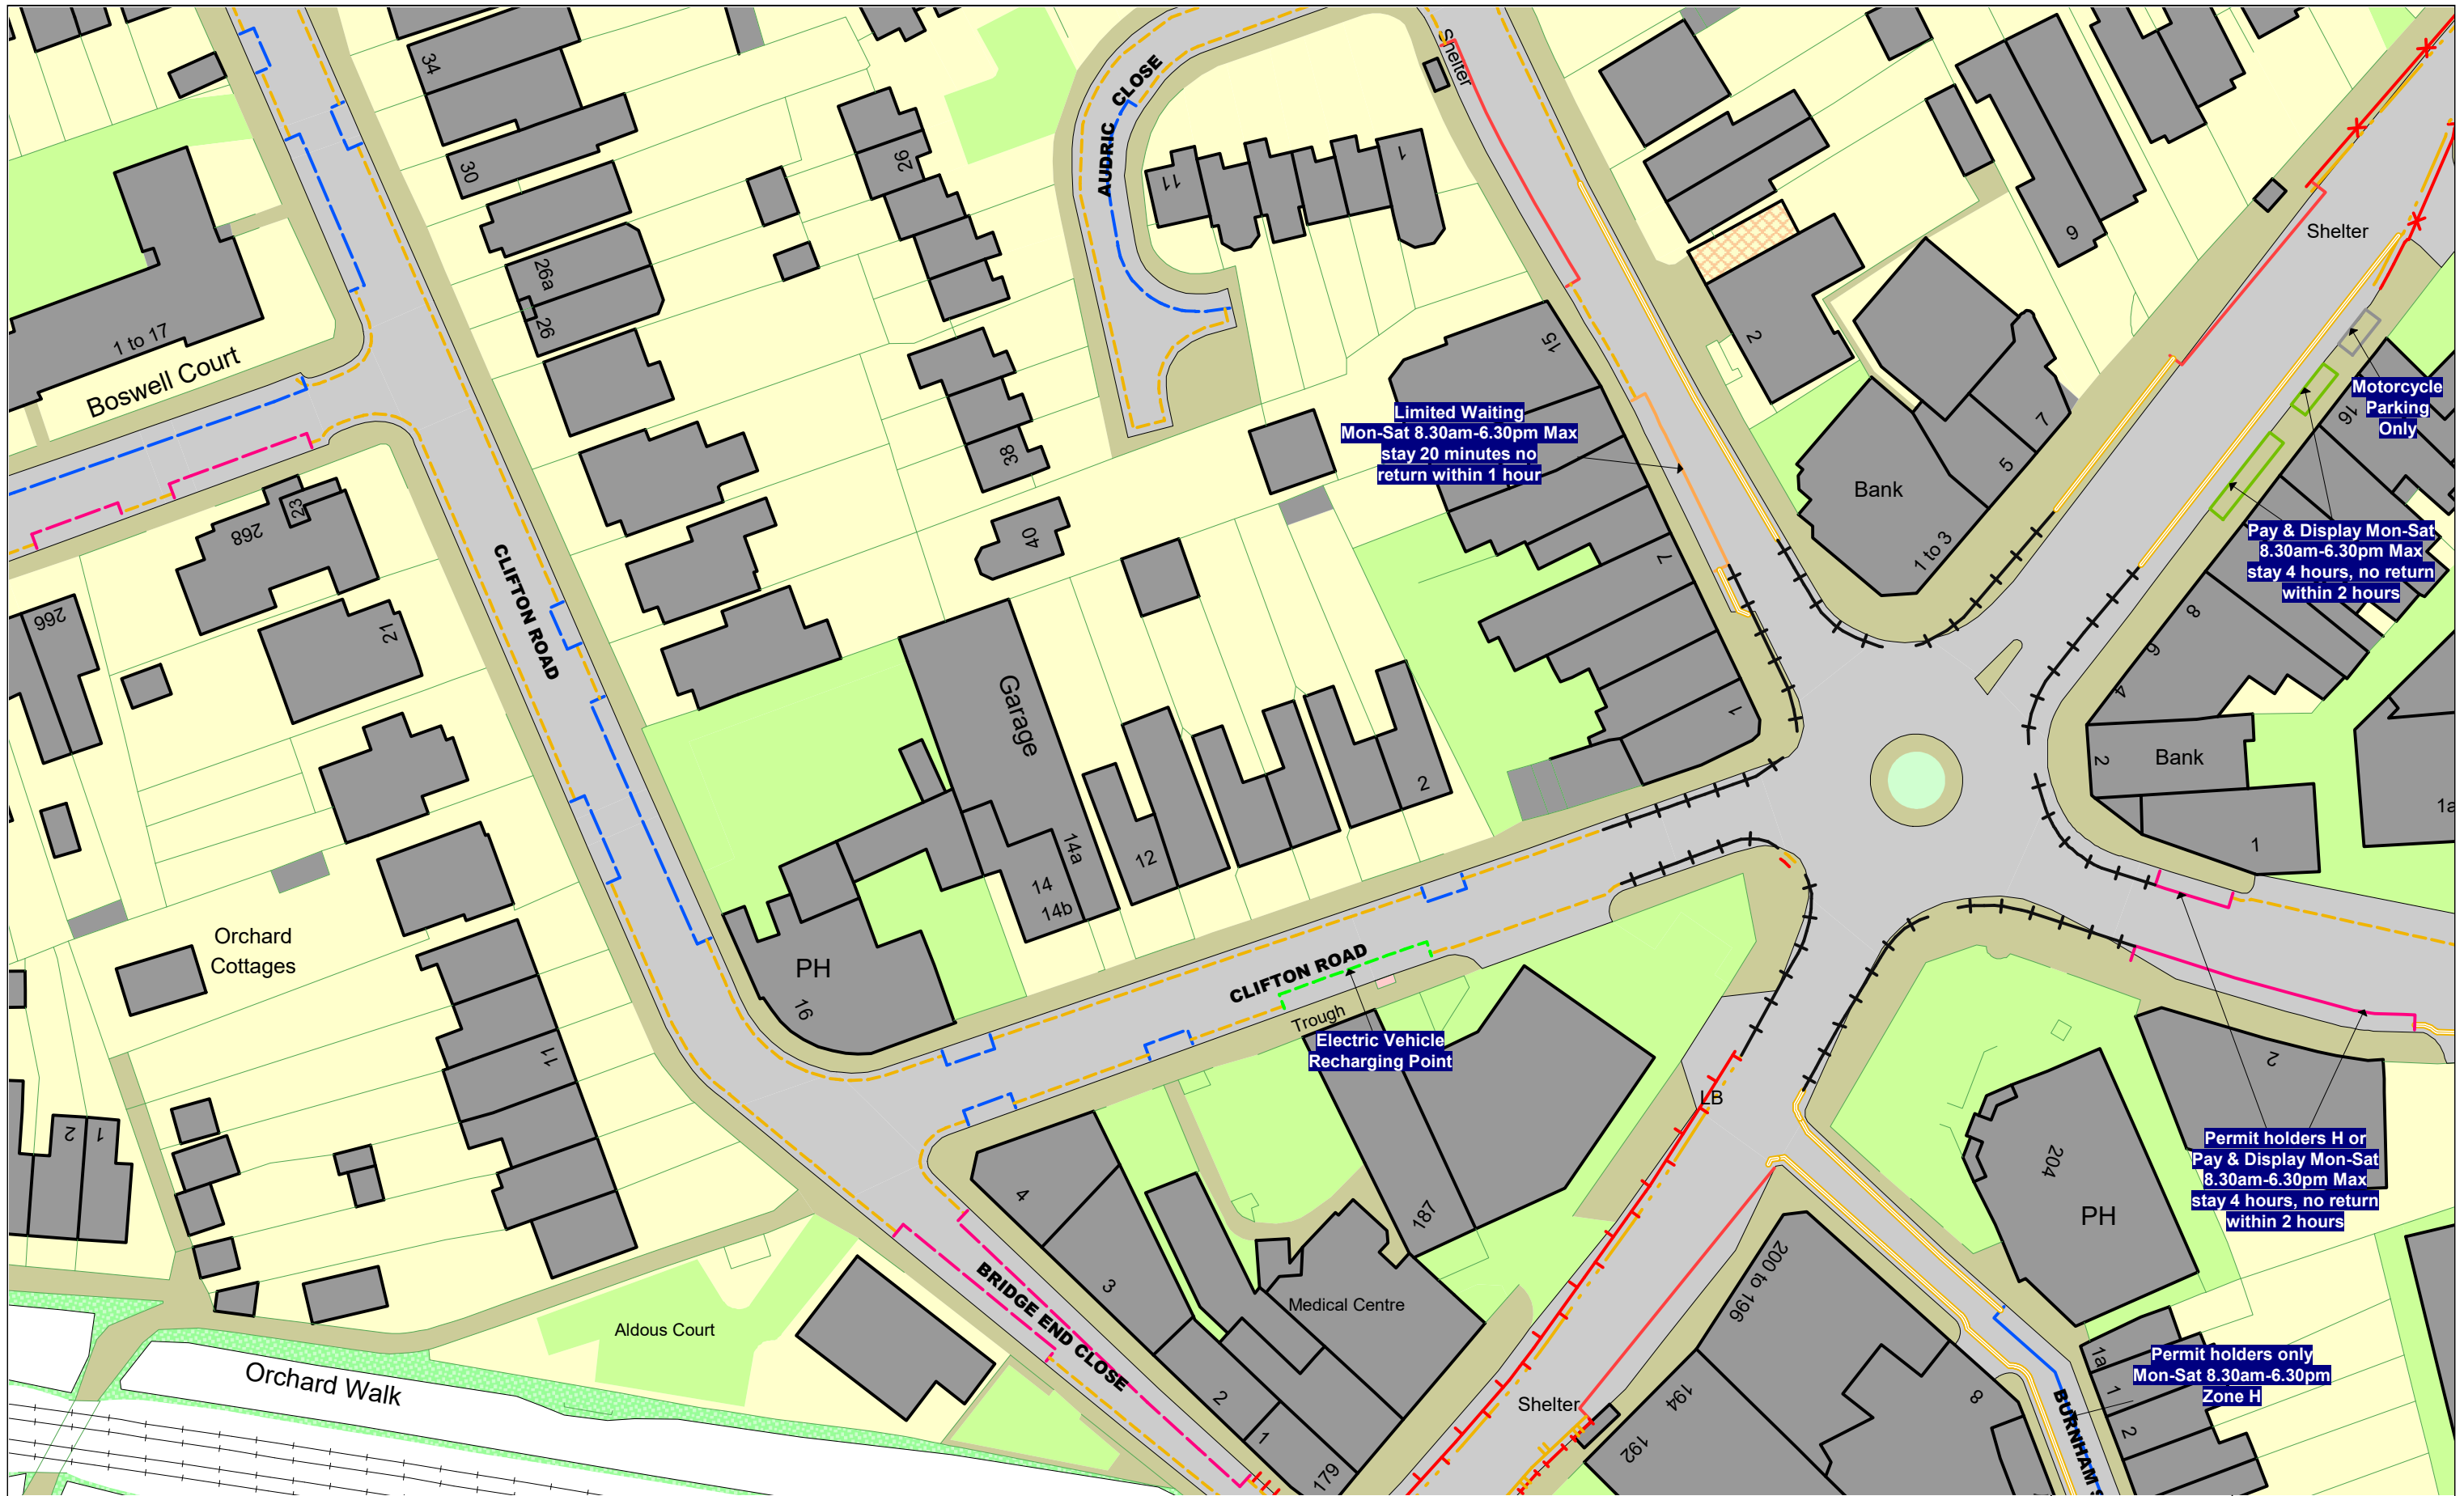 34
30
26a
26
1 to 17
Boswell Court
23
268
266
21
CLIFTON ROAD
Orchard
Cottages
11
2
1
Orchard Walk
Aldous Court
26
38
40
AUDRIC CLOSE
11
1
Shelter
15
Limited Waiting
Mon-Sat 8.30am-6.30pm Max
stay 20 minutes no
return within 1 hour
7
1
Garage
14a
14
14b
12
2
PH
16
CLIFTON ROAD
Trough
Electric Vehicle
Recharging Point
4
3
2
1
179
BRIDGE END CLOSE
187
Medical Centre
LB
Shelter
200 to 196
194
192
8
2
Bank
1 to 3
5
7
9
Shelter
Motorcycle
Parking
Only
16
Pay & Display Mon-Sat
8.30am-6.30pm Max
stay 4 hours, no return
within 2 hours
8
6
4
2
Bank
1
1a
2
204
PH
Permit holders H or
Pay & Display Mon-Sat
8.30am-6.30pm Max
stay 4 hours, no return
within 2 hours
1a
1
2
Permit holders only
Mon-Sat 8.30am-6.30pm
Zone H
BURNHAM S